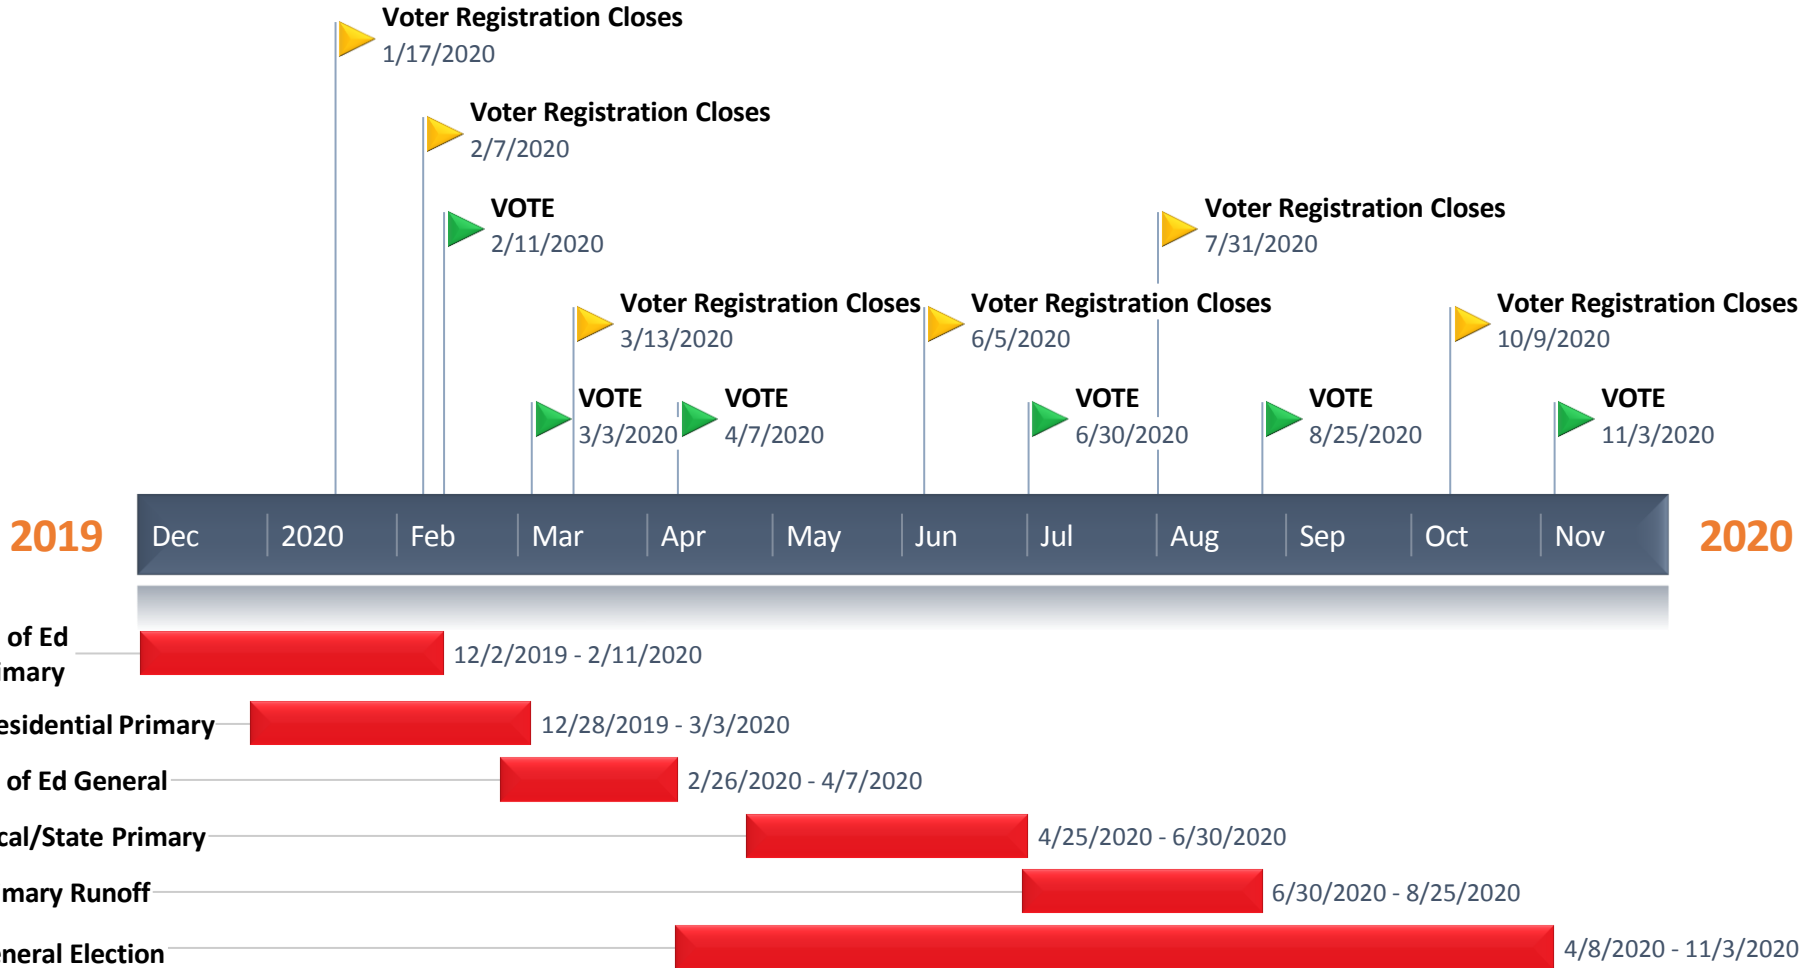 Voter Registration Closes
1/17/2020
Voter Registration Closes
2/7/2020
VOTE
2/11/2020
Voter Registration Closes
7/31/2020
Voter Registration Closes
3/13/2020
Voter Registration Closes
6/5/2020
Voter Registration Closes
10/9/2020
VOTE
3/3/2020
VOTE
4/7/2020
VOTE
6/30/2020
VOTE
8/25/2020
VOTE
11/3/2020
2019 Dec 2020 Feb Mar Apr May Jun Jul Aug Sep Oct Nov 2020
of Ed
12/2/2019 - 2/11/2020
Primary
12/28/2019 - 3/3/2020
of Ed General
2/26/2020 - 4/7/2020
/State Primary
4/25/2020 - 6/30/2020
Runoff
6/30/2020 - 8/25/2020
Election
4/8/2020 - 11/3/2020